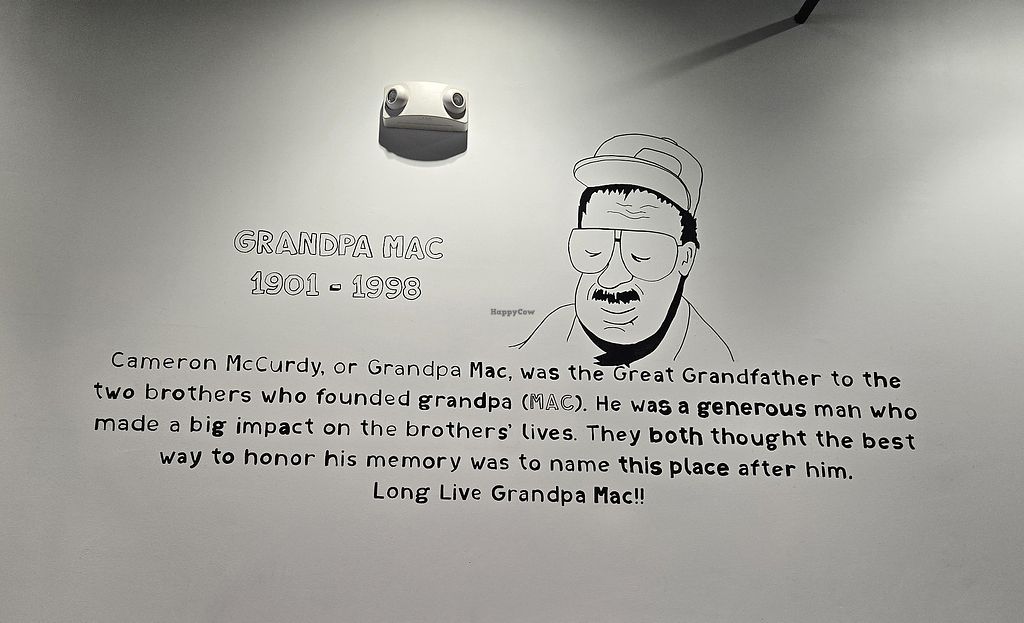 GRANDPA MAC
1901 - 1998
HappyCow
Cameron McCurdy, or Grandpa Mac, was the Great Grandfather to the
two brothers who founded grandpa (MAC). He was a generous man who
made a big impact on the brothers' lives. They both thought the best
way to honor his memory was to name this place after him.
Long Live Grandpa Mac!!